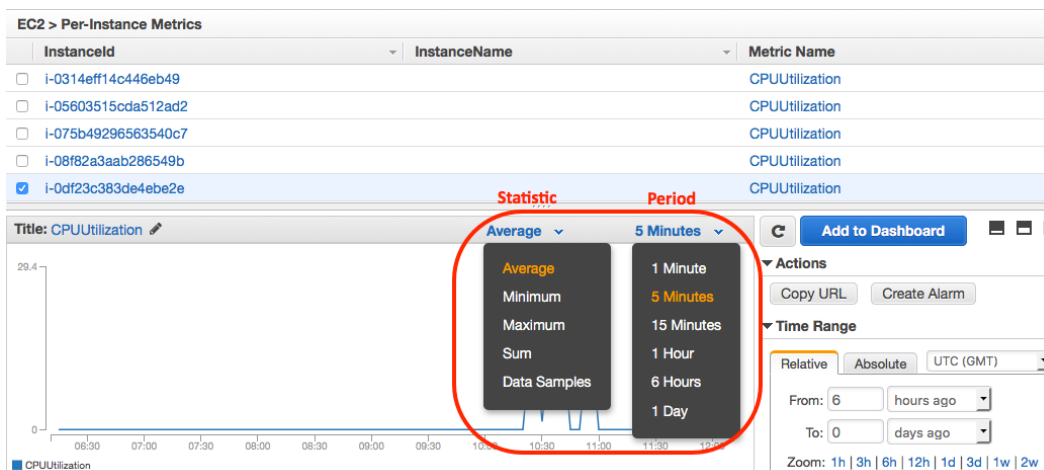 EC2 > Per-Instance Metrics
InstanceId InstanceName Metric Name
i-0314eff14c446eb49 CPUUtilization
i-05603515cda512ad2 CPUUtilization
i-075b49296563540c7 CPUUtilization
i-08f82a3aab286549b CPUUtilization
i-0df23c383de4ebe2e CPUUtilization
Statistic Period
Title: CPUUtilization Average 5 Minutes Add to Dashboard
29.4
Average 1 Minute
Minimum 5 Minutes
Maximum 15 Minutes
Sum 1 Hour
Data Samples 6 Hours
1 Day
Actions
Copy URL Create Alarm
Time Range
Relative Absolute UTC (GMT)
From: 6 hours ago
To: 0 days ago
Zoom: 1h | 3h | 6h | 12h | 1d | 3d | 1w | 2w
0
06:30 07:00 07:30 08:00 08:30 09:00 09:30 10:00 10:30 11:00 11:30 12:00
CPUUtilization